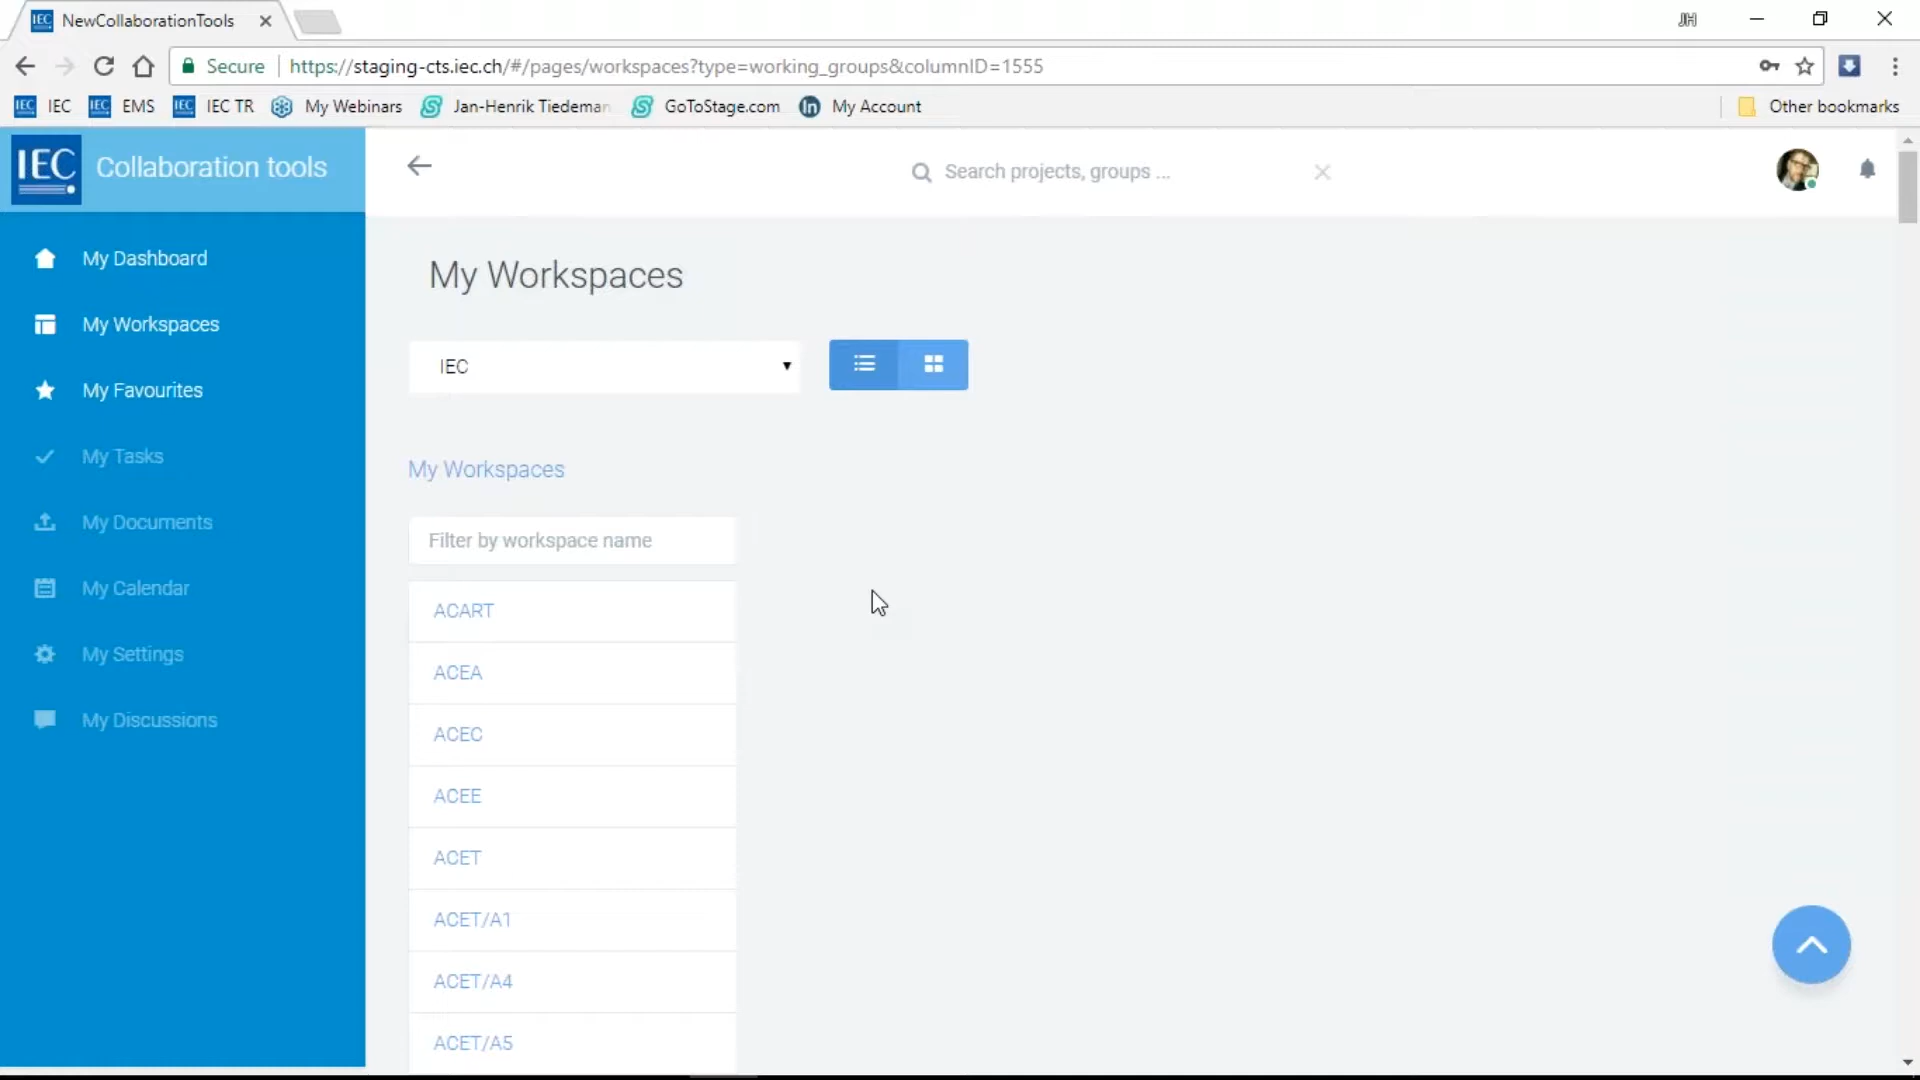 IEC NewCollaborationTools
JH
Secure https://staging-cts.iec.ch/#/pages/workspaces?type=working_groups&columnID=1555
IEC IEC IEC EMS IEC IEC TR My Webinars Jan-Henrik Tiedeman GoToStage.com in My Account Other bookmarks
IEC Collaboration tools
Search projects, groups ...
My Dashboard
My Workspaces
My Favourites
My Tasks
My Documents
My Calendar
My Settings
My Discussions
My Workspaces
IEC
My Workspaces
Filter by workspace name
ACART
ACEA
ACEC
ACEE
ACET
ACET/A1
ACET/A4
ACET/A5